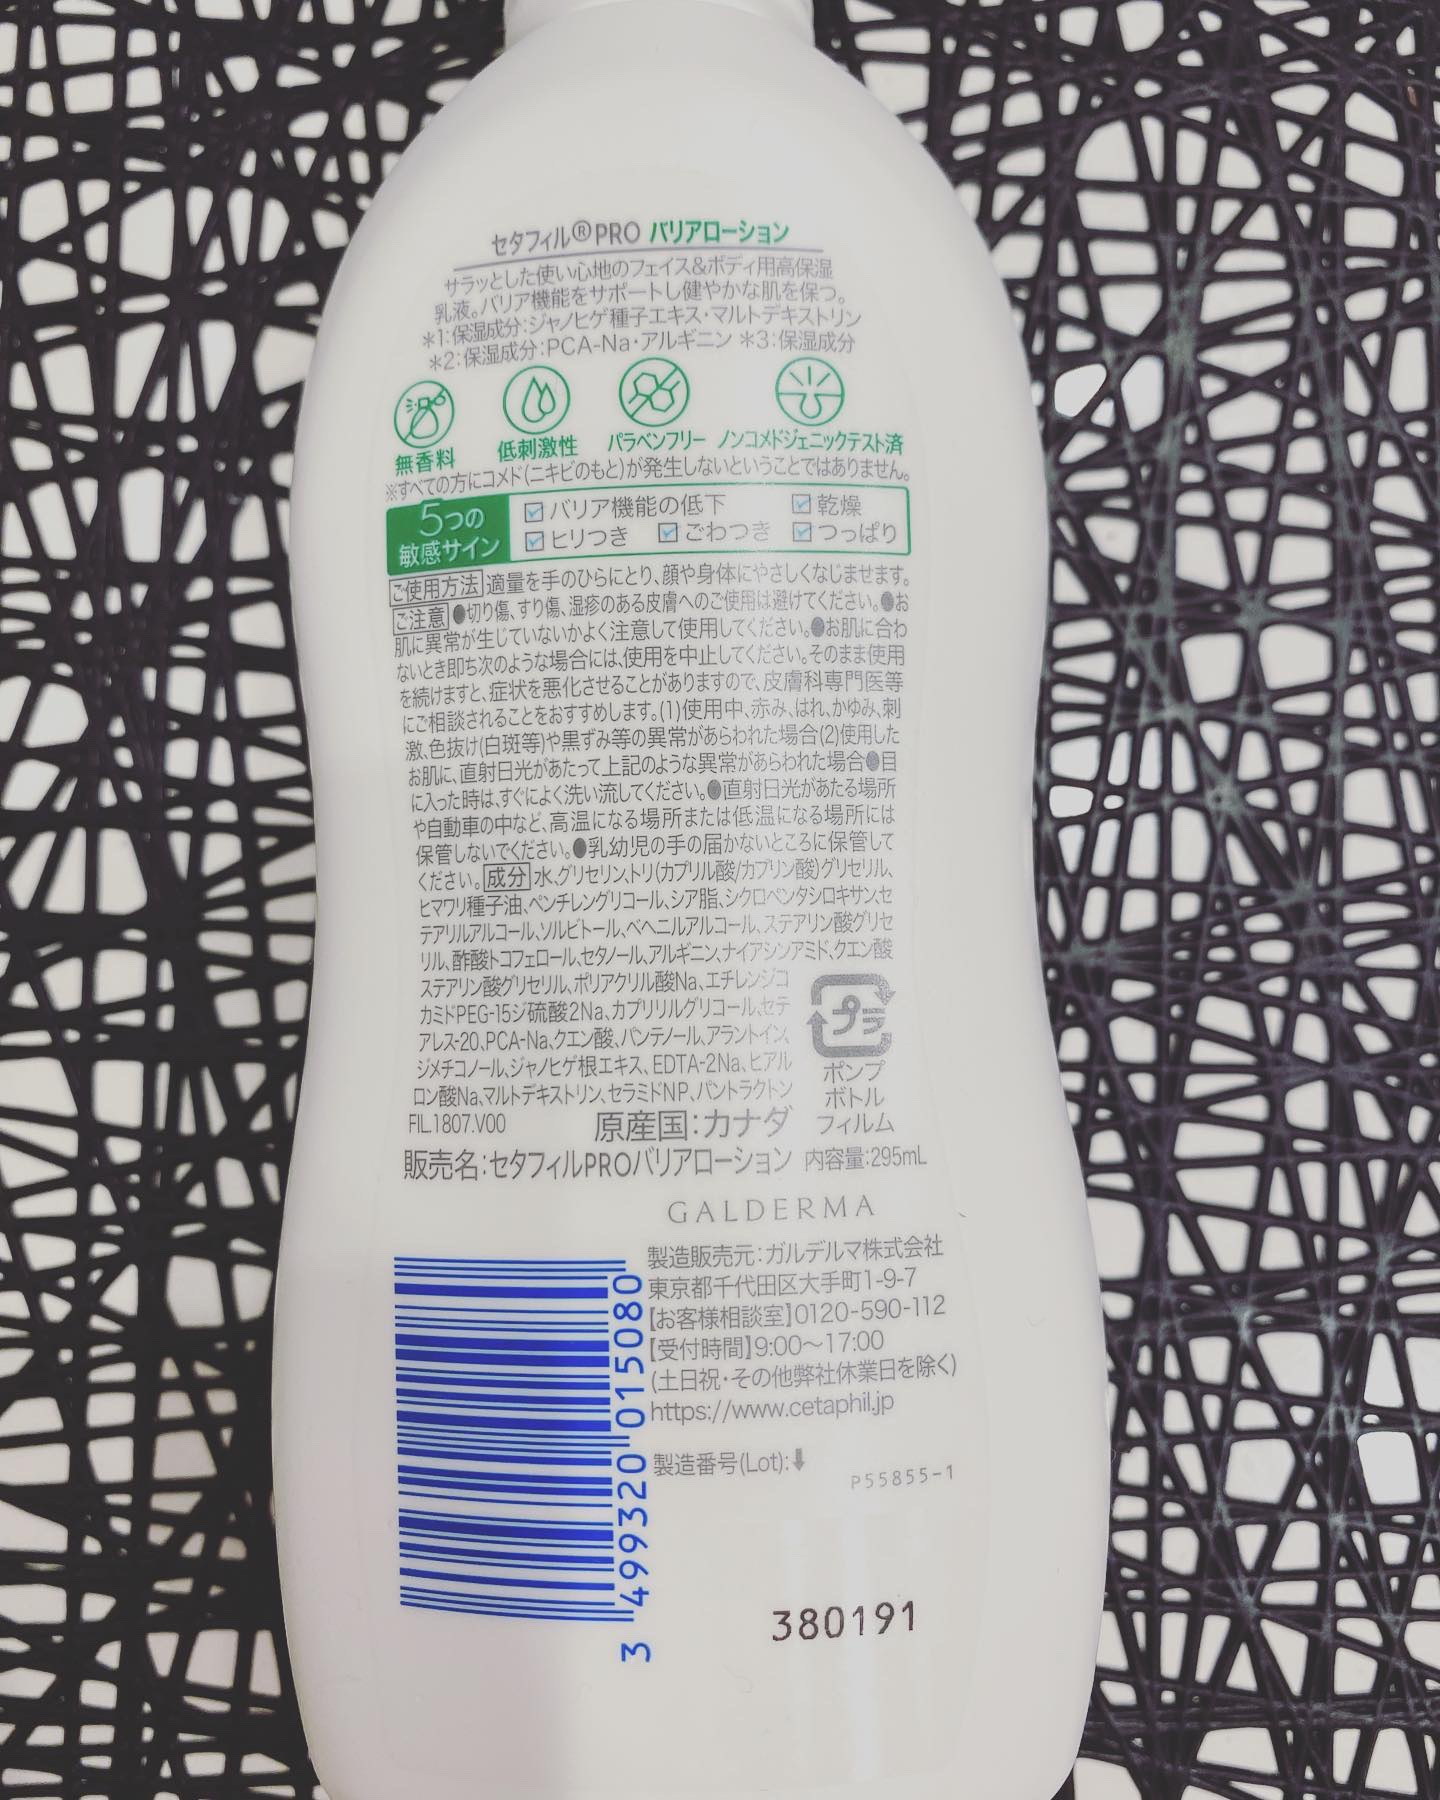 セタフィル®PRO バリアローション
サラッとした使い心地のフェイス&ボディ用高保湿
乳液。バリア機能をサポートし健やかな肌を保つ。
*1:保湿成分:ジャノヒゲ種子エキス・マルトデキストリン
*2:保湿成分:PCA-Na・アルギニン *3:保湿成分
無香料 低刺激性 パラベンフリー ノンコメドジェニックテスト済
※すべての方にコメド(ニキビのもと)が発生しないということではありません。
5つの
敏感サイン
バリア機能の低下 乾燥
ヒリつき ごわつき つっぱり
ご使用方法 適量を手のひらにとり、顔や身体にやさしくなじませます。
ご注意 ●切り傷、すり傷、湿疹のある皮膚へのご使用は避けてください。●お
肌に異常が生じていないかよく注意して使用してください。●お肌に合わ
ないとき即ち次のような場合には、使用を中止してください。そのまま使用
を続けますと、症状を悪化させることがありますので、皮膚科専門医等
にご相談されることをおすすめします。(1)使用中、赤み、はれ、かゆみ、刺
激、色抜け(白斑等)や黒ずみ等の異常があらわれた場合(2)使用した
お肌に、直射日光があたって上記のような異常があらわれた場合●目
に入った時は、すぐによく洗い流してください。●直射日光があたる場所
や自動車の中など、高温になる場所または低温になる場所には
保管しないでください。●乳幼児の手の届かないところに保管して
ください。 成分 水、グリセリン、トリ(カプリル酸/カプリン酸)グリセリル、
ヒマワリ種子油、ペンチレングリコール、シア脂、シクロペンタシロキサン、セ
テアリルアルコール、ソルビトール、ベヘニルアルコール、ステアリン酸グリセ
リル、酢酸トコフェロール、セタノール、アルギニン、ナイアシンアミド、クエン酸
ステアリン酸グリセリル、ポリアクリル酸Na、エチレンジコ
カミドPEG-15ジ硫酸2Na、カプリリルグリコール、セテ
アレス-20、PCA-Na、クエン酸、パンテノール、アラントイン、
ジメチコノール、ジャノヒゲ根エキス、EDTA-2Na、ヒアル
ロン酸Na、マルトデキストリン、セラミドNP、パントラクトン
プラ
ポンプ
ボトル
フィルム
FIL.1807.V00 原産国:カナダ
販売名:セタフィルPROバリアローション 内容量:295mL
GALDERMA
製造販売元:ガルデルマ株式会社
東京都千代田区大手町1-9-7
【お客様相談室】0120-590-112
【受付時間】9:00～17:00
(土日祝・その他弊社休業日を除く)
https://www.cetaphil.jp
製造番号(Lot):⬇
P55855-1
3 499320 015080
380191